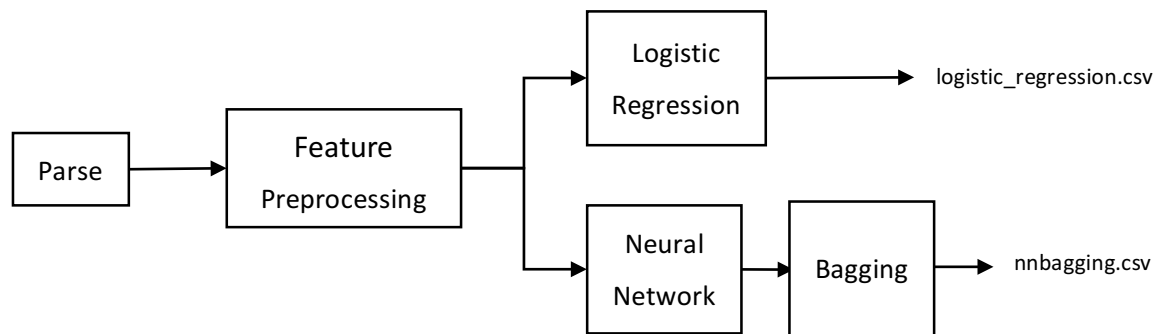 Parse
Feature
Preprocessing
Logistic
Regression
logistic_regression.csv
Neural
Network
Bagging
nnbagging.csv